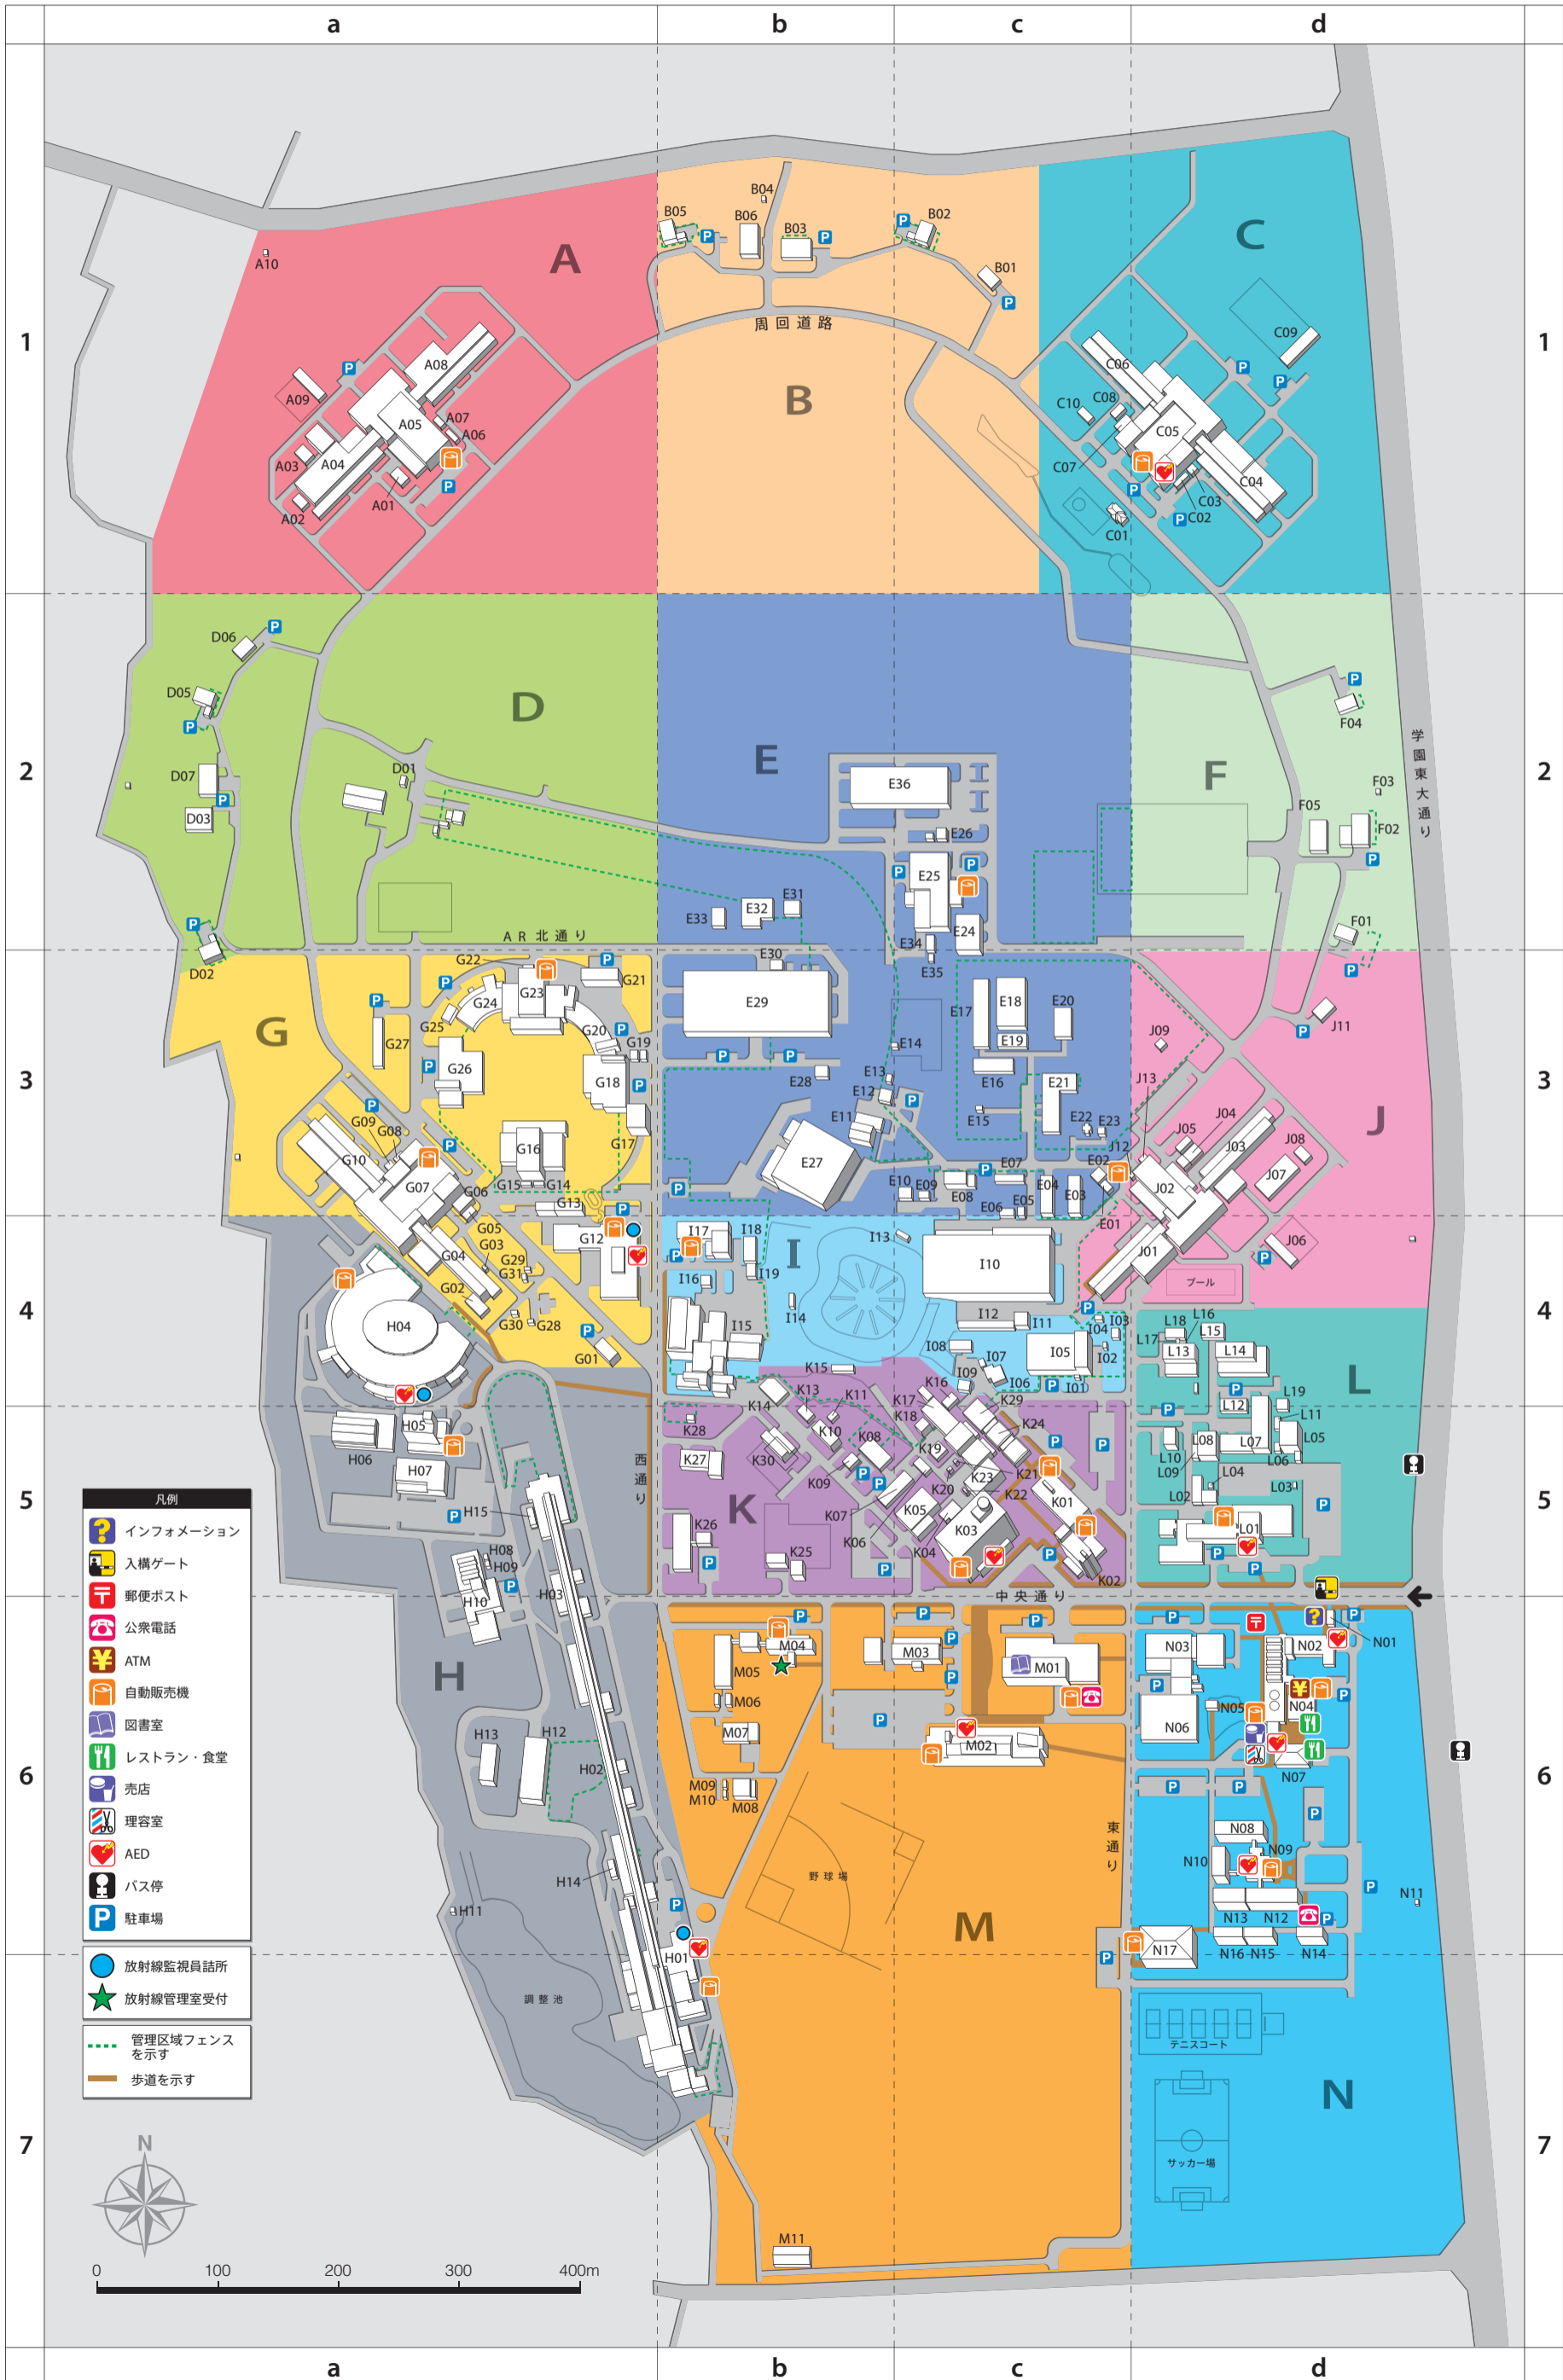 a b c d
1
A
A10
A09
A08
A07
A06
A05
A04
A03
A02
A01
B05
B04
B06
B03
B02
B01
周回道路
B
C
C09
C06
C10
C08
C05
C07
C04
C03
C02
C01
1
2
D06
D05
D
D07
D03
D01
D02
AR北通り
E
E36
E26
E25
E31
E32
E33
E24
E34
E35
F
F04
F03
F05
F02
F01
学園東大通り
2
3
G
G22
G21
G23
G24
G25
G20
G27
G26
G19
G18
G17
G09
G08
G10
G16
G15
G14
G07
G06
G13
E30
E29
E28
E14
E13
E12
E11
E27
E17
E18
E20
E19
E16
E15
E21
E22
E23
E10
E09
E08
E07
E06
E05
E04
E03
E02
E01
J09
J11
J13
J12
J04
J05
J03
J08
J07
J02
J
3
4
G05
G12
G03
G04
G29
G31
G02
G30
G28
G01
H04
I17
I18
I19
I16
I
I14
I15
I13
I10
I12
I11
I08
I07
I09
I06
I05
I04
I03
I02
I01
J01
J06
プール
L16
L18
L15
L17
L13
L14
L
4
5
H05
H06
H07
H15
H08
H09
H10
H03
西通り
K15
K14
K13
K11
K16
K17
K18
K29
K24
K28
K10
K08
K27
K30
K09
K19
K23
K21
K22
K20
K07
K05
K06
K03
K04
K01
K02
K26
K25
K
中央通り
L12
L19
L11
L10
L08
L07
L05
L09
L06
L04
L02
L03
L01
5
凡例
インフォメーション
入構ゲート
郵便ポスト
公衆電話
ATM
自動販売機
図書室
レストラン・食堂
売店
理容室
AED
バス停
P 駐車場
放射線監視員詰所
放射線管理室受付
管理区域フェンス
を示す
歩道を示す
6
H
H13
H12
H02
H14
H11
H01
調整池
M04
M05
M06
M07
M09
M10
M08
M03
M01
M02
野球場
M
東通り
N03
N02
N01
N05
N04
N06
N07
N08
N09
N10
N11
N13
N12
N16
N15
N14
N17
6
7
テニスコート
サッカー場
N
M11
7
N
0 100 200 300 400m
a b c d